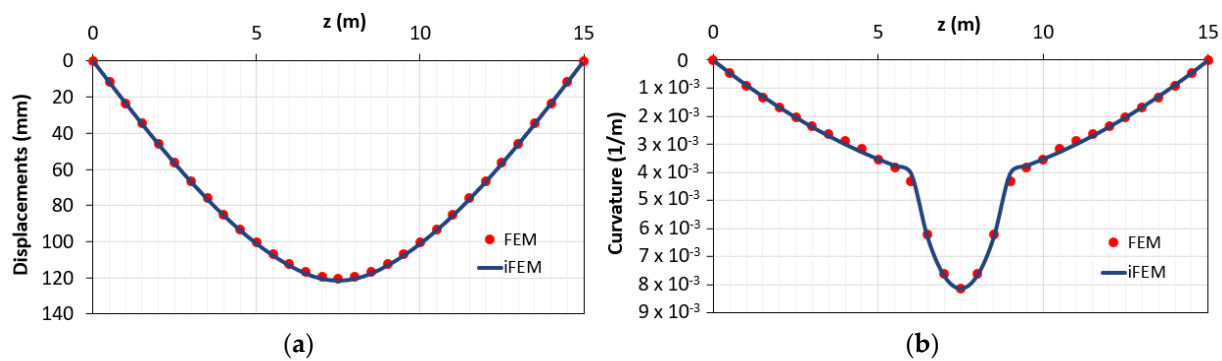 z (m)
0 5 10 15
0
20
40
60
80
100
120
140
Displacements (mm)
FEM
iFEM
(a)
z (m)
0 5 10 15
0
1 x 10⁻³
2 x 10⁻³
3 x 10⁻³
4 x 10⁻³
5 x 10⁻³
6 x 10⁻³
7 x 10⁻³
8 x 10⁻³
9 x 10⁻³
Curvature (1/m)
FEM
iFEM
(b)